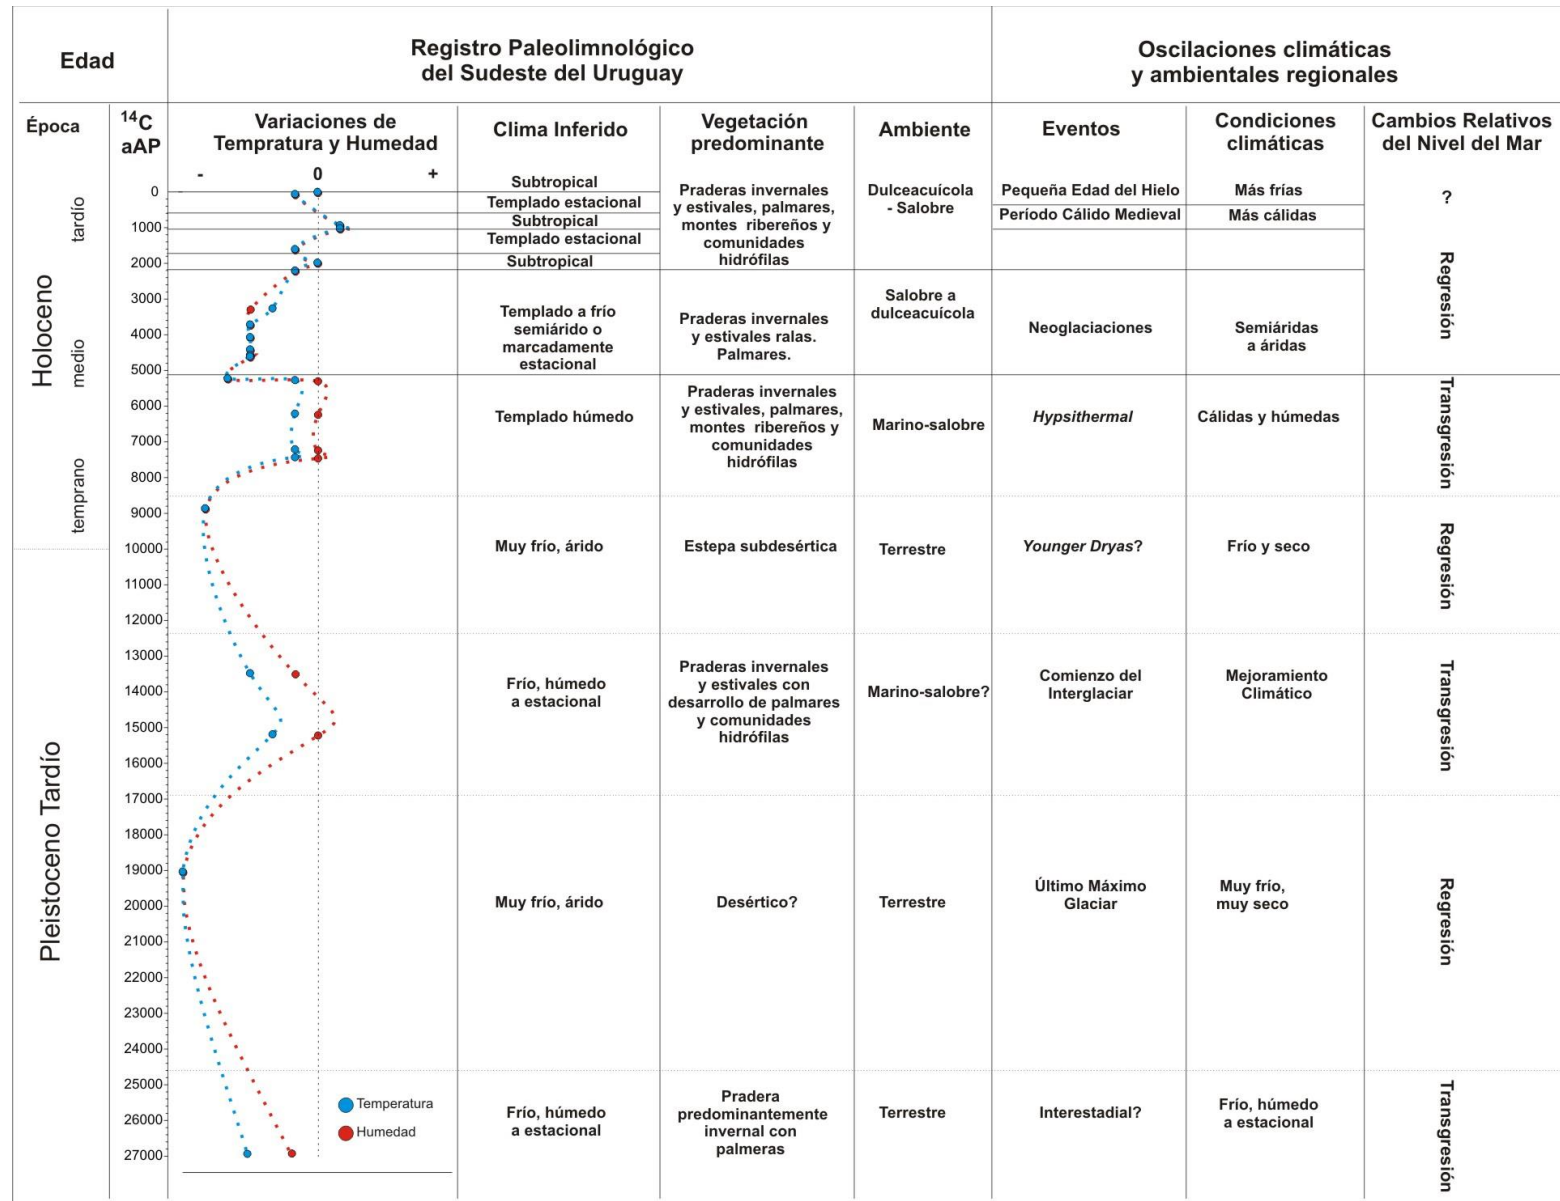 Edad
Registro Paleolimnológico
del Sudeste del Uruguay
Oscilaciones climáticas
y ambientales regionales
Época
14C
aAP
Variaciones de
Tempratura y Humedad
Clima Inferido
Vegetación
predominante
Ambiente
Eventos
Condiciones
climáticas
Cambios Relativos
del Nivel del Mar
- 0 +
Holoceno
tardío
medio
temprano
Pleistoceno Tardío
0
1000
2000
3000
4000
5000
6000
7000
8000
9000
10000
11000
12000
13000
14000
15000
16000
17000
18000
19000
20000
21000
22000
23000
24000
25000
26000
27000
Temperatura
Humedad
Subtropical
Templado estacional
Subtropical
Templado estacional
Subtropical
Praderas invernales
y estivales, palmares,
montes ribereños y
comunidades
hidrófilas
Dulceacuícola
- Salobre
Pequeña Edad del Hielo
Más frías
Período Cálido Medieval
Más cálidas
?
Regresión
Templado a frío
semiárido o
marcadamente
estacional
Praderas invernales
y estivales ralas.
Palmares.
Salobre a
dulceacuícola
Neoglaciaciones
Semiáridas
a áridas
Templado húmedo
Praderas invernales
y estivales, palmares,
montes ribereños y
comunidades
hidrófilas
Marino-salobre
Hypsithermal
Cálidas y húmedas
Transgresión
Muy frío, árido
Estepa subdesértica
Terrestre
Younger Dryas?
Frío y seco
Regresión
Frío, húmedo
a estacional
Praderas invernales
y estivales con
desarrollo de palmares
y comunidades
hidrófilas
Marino-salobre?
Comienzo del
Interglaciar
Mejoramiento
Climático
Transgresión
Muy frío, árido
Desértico?
Terrestre
Último Máximo
Glaciar
Muy frío,
muy seco
Regresión
Frío, húmedo
a estacional
Pradera
predominantemente
invernal con
palmeras
Terrestre
Interestadial?
Frío, húmedo
a estacional
Transgresión